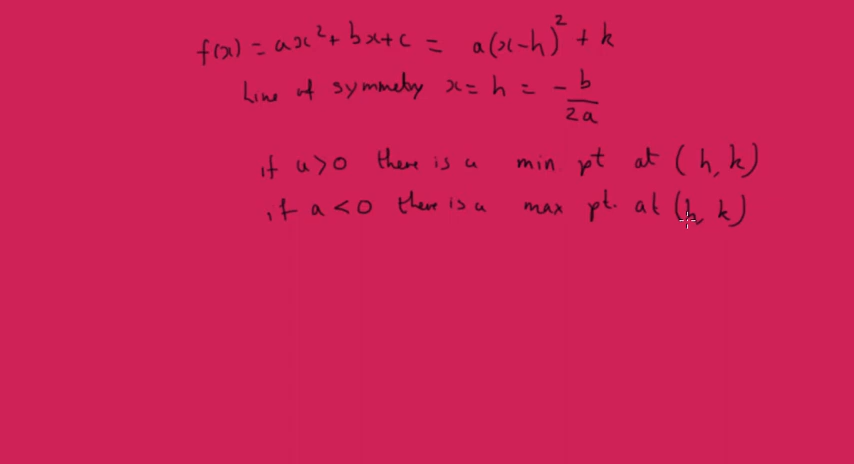 f(x) = ax² + bx + c = a(x-h)² + k
Line of symmetry x = h = -b/2a
if a>0 there is a min pt at (h, k)
if a<0 there is a max pt. at (h, k)